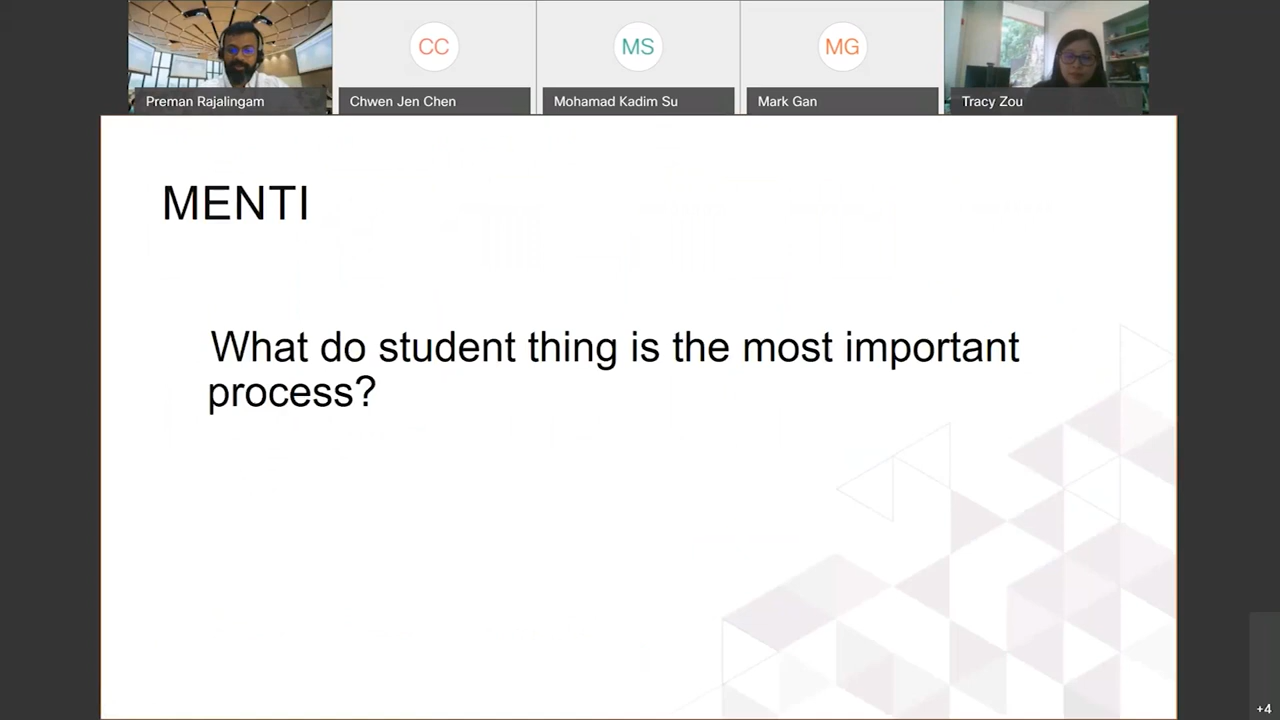 CC
MS
MG
Preman Rajalingam
Chwen Jen Chen
Mohamad Kadim Su
Mark Gan
Tracy Zou
MENTI
What do student thing is the most important
process?
+4